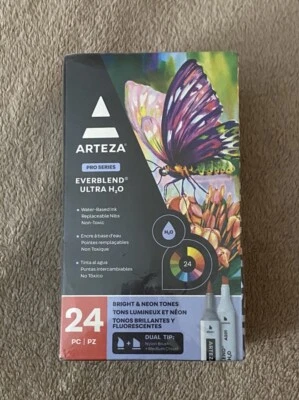 ARTEZA®
PRO SERIES
EVERBLEND®
ULTRA H₂O
• Water-Based Ink
Replaceable Nibs
Non-Toxic
• Encre à base d'eau
Pointes remplaçables
Non Toxique
• Tinta al agua
Puntas intercambiables
No Tóxico
H₂O
24
24
PC | PZ
BRIGHT & NEON TONES
TONS LUMINEUX ET NÉON
TONOS BRILLANTES Y
FLUORESCENTES
DUAL TIP:
ARTEZA